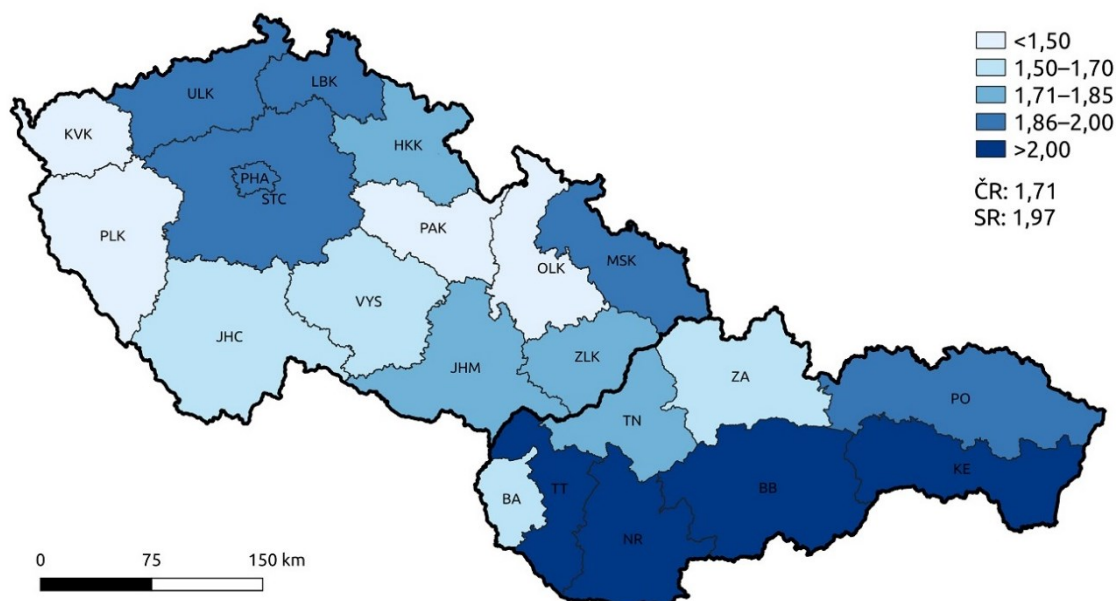 <1,50
1,50–1,70
1,71–1,85
1,86–2,00
>2,00
ČR: 1,71
SR: 1,97
ULK
LBK
KVK
HKK
PHA
STC
PLK
PAK
OLK
MSK
VYS
JHC
JHM
ZLK
ZA
PO
TN
BA
TT
NR
BB
KE
0 75 150 km